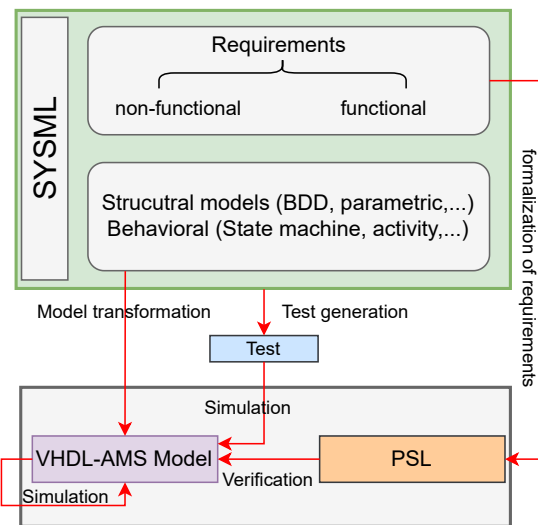 SYSML
Requirements
non-functional
functional
Strucutral models (BDD, parametric,...)
Behavioral (State machine, activity,...)
formalization of requirements
Model transformation
Test generation
Test
Simulation
VHDL-AMS Model
PSL
Verification
Simulation